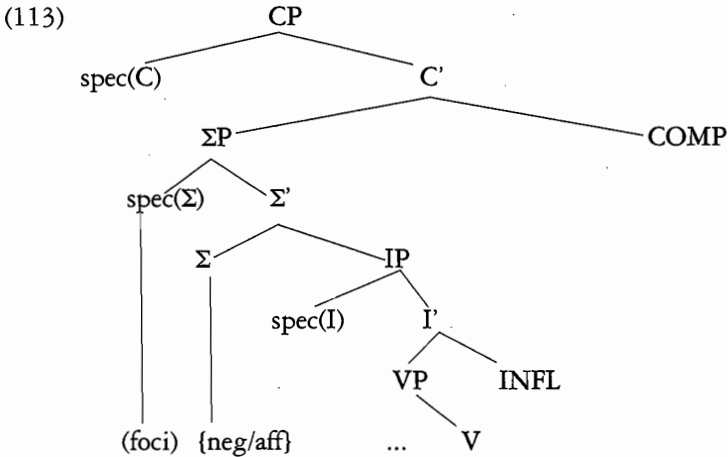 (113) CP
spec(C) C'
ΣP COMP
spec(Σ) Σ'
Σ IP
spec(I) I'
VP INFL
(foci) {neg/aff} ... V